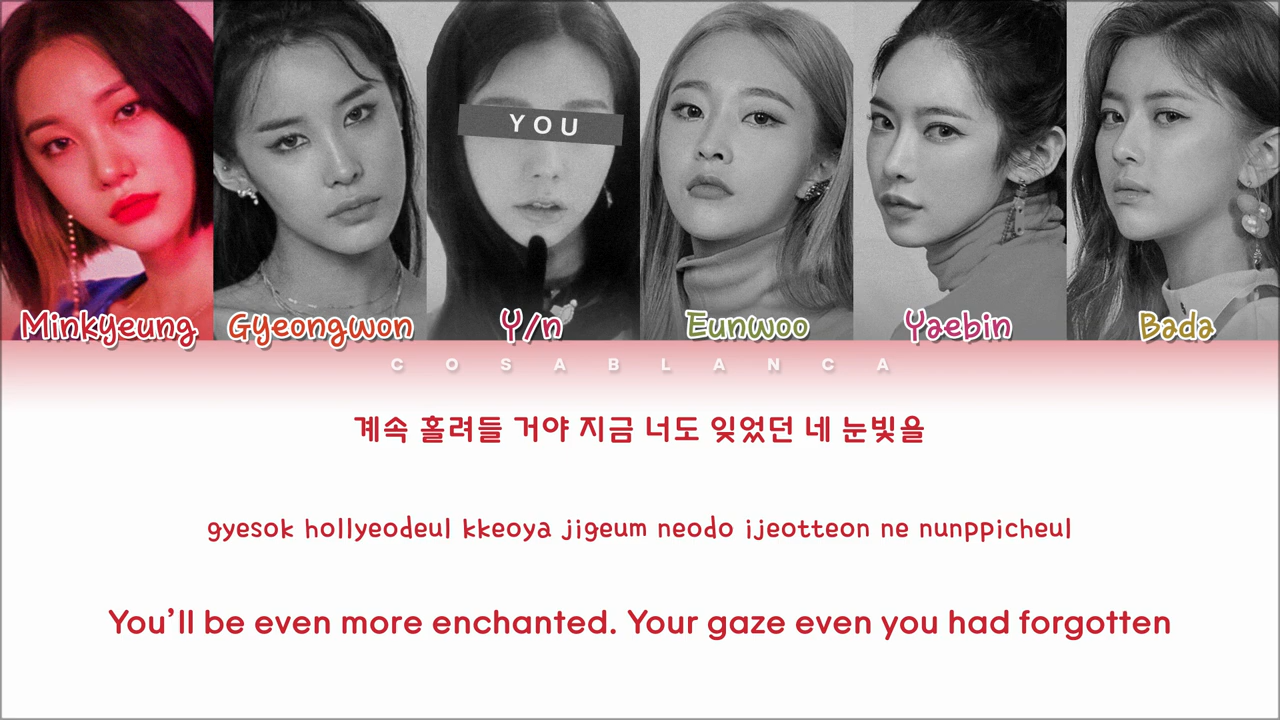 YOU
Minkyeung Gyeongwon Y/n Eunwoo Yaebin Bada
COSABLANCA
계속 홀려들 거야 지금 너도 잊었던 네 눈빛을
gyesok hollyeodeul kkeoya jigeum neodo ijeotteon ne nunppicheul
You'll be even more enchanted. Your gaze even you had forgotten